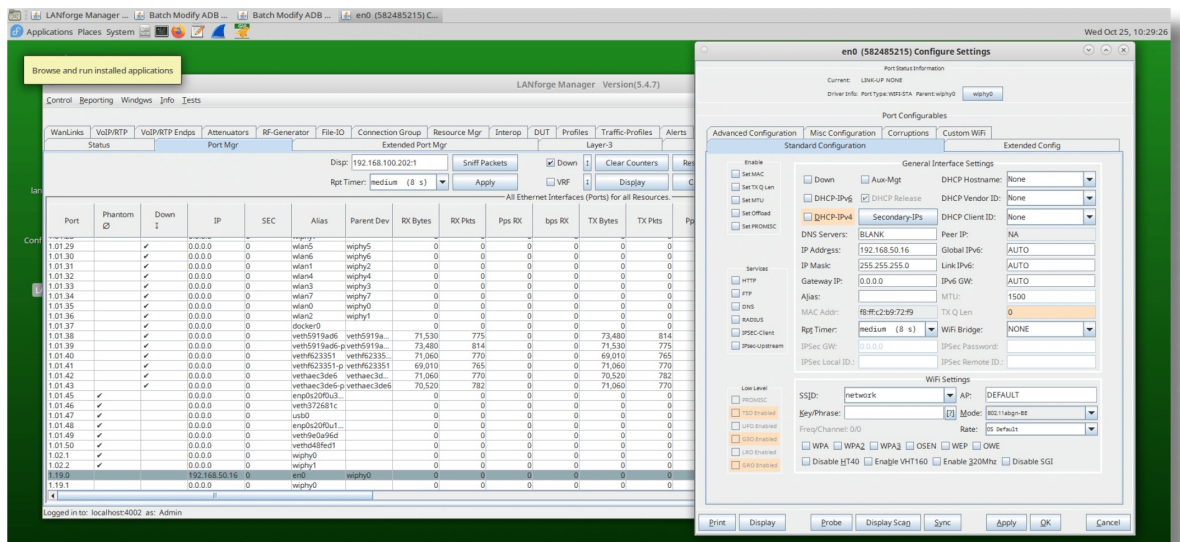 LANforge Manager ... Batch Modify ADB ... Batch Modify ADB ... en0 (582485215) C...
Applications Places System Wed Oct 25, 10:29:26
Browse and run installed applications
LANforge Manager Version(5.4.7)
Control Reporting Windows Info Tests
WanLinks VoIP/RTP VoIP/RTP Endps Attenuators RF-Generator File-IO Connection Group Resource Mgr Interop DUT Profiles Traffic-Profiles Alerts
Status Port Mgr Extended Port Mgr Layer-3
Disp: 192.168.100.202:1 Sniff Packets Down Clear Counters Res
Rpt Timer: medium (8 s) Apply VRF Display C
All Ethernet Interfaces (Ports) for all Resources.
Port Phantom Down IP SEC Alias Parent Dev RX Bytes RX Pkts Pps RX bps RX TX Bytes TX Pkts Pp
1.01.29 0.0.0.0 0 wlan5 wiphy5 0 0 0 0 0 0
1.01.30 0.0.0.0 0 wlan6 wiphy6 0 0 0 0 0 0
1.01.31 0.0.0.0 0 wlan1 wiphy2 0 0 0 0 0 0
1.01.32 0.0.0.0 0 wlan4 wiphy4 0 0 0 0 0 0
1.01.33 0.0.0.0 0 wlan3 wiphy3 0 0 0 0 0 0
1.01.34 0.0.0.0 0 wlan7 wiphy7 0 0 0 0 0 0
1.01.35 0.0.0.0 0 wlan0 wiphy0 0 0 0 0 0 0
1.01.36 0.0.0.0 0 wlan2 wiphy1 0 0 0 0 0 0
1.01.37 0.0.0.0 0 docker0 0 0 0 0 0 0
1.01.38 0.0.0.0 0 veth5919ad6 veth5919a... 71,530 775 0 0 73,480 814
1.01.39 0.0.0.0 0 veth5919ad6-p veth5919a... 73,480 814 0 0 71,530 775
1.01.40 0.0.0.0 0 vethf623351 vethf62335... 71,060 770 0 0 69,010 765
1.01.41 0.0.0.0 0 vethf623351-p vethf623351 69,010 765 0 0 71,060 770
1.01.42 0.0.0.0 0 vethaec3de6 vethaec3d... 71,060 770 0 0 70,520 782
1.01.43 0.0.0.0 0 vethaec3de6-p vethaec3de6 70,520 782 0 0 71,060 770
1.01.45 0.0.0.0 0 enp0s20f0u3... 0 0 0 0 0 0
1.01.46 0.0.0.0 0 veth372681c 0 0 0 0 0 0
1.01.47 0.0.0.0 0 usb0 0 0 0 0 0 0
1.01.48 0.0.0.0 0 enp0s20f0u1... 0 0 0 0 0 0
1.01.49 0.0.0.0 0 veth9e0a96d 0 0 0 0 0 0
1.01.50 0.0.0.0 0 vethd48fed1 0 0 0 0 0 0
1.02.1 0.0.0.0 0 wiphy0 0 0 0 0 0 0
1.02.2 0.0.0.0 0 wiphy1 0 0 0 0 0 0
1.19.0 192.168.50.16 0 en0 wiphy0 0 0 0 0 0 0
1.19.1 0.0.0.0 0 wiphy0 0 0 0 0 0 0
Logged in to: localhost:4002 as: Admin
en0 (582485215) Configure Settings
Port Status Information
Current: LINK-UP NONE
Driver Info: Port Type: WIFI-STA Parent: wiphy0 wiphy0
Port Configurables
Advanced Configuration Misc Configuration Corruptions Custom WiFi
Standard Configuration Extended Config
Enable
Set MAC
Set TX Q Len
Set MTU
Set Offload
Set PROMISC
Services
HTTP
FTP
DNS
RADIUS
IPSEC-Client
IPSec-Upstream
Low Level
PROMISC
TSO Enabled
UFO Enabled
GSO Enabled
LRO Enabled
GRO Enabled
General Interface Settings
Down Aux-Mgt DHCP Hostname: None
DHCP-IPv6 DHCP Release DHCP Vendor ID: None
DHCP-IPv4 Secondary-IPs DHCP Client ID: None
DNS Servers: BLANK Peer IP: NA
IP Address: 192.168.50.16 Global IPv6: AUTO
IP Mask: 255.255.255.0 Link IPv6: AUTO
Gateway IP: 0.0.0.0 IPv6 GW: AUTO
Alias: MTU: 1500
MAC Addr: f8:ff:c2:b9:72:f9 TX Q Len 0
Rpt Timer: medium (8 s) WiFi Bridge: NONE
IPSec GW: 0.0.0.0 IPSec Password:
IPSec Local ID.: IPSec Remote ID.:
WiFi Settings
SSID: network AP: DEFAULT
Key/Phrase: [?] Mode: 802.11abgn-BE
Freq/Channel: 0/0 Rate: OS Default
WPA WPA2 WPA3 OSEN WEP OWE
Disable HT40 Enable VHT160 Enable 320Mhz Disable SGI
Print Display Probe Display Scan Sync Apply OK Cancel